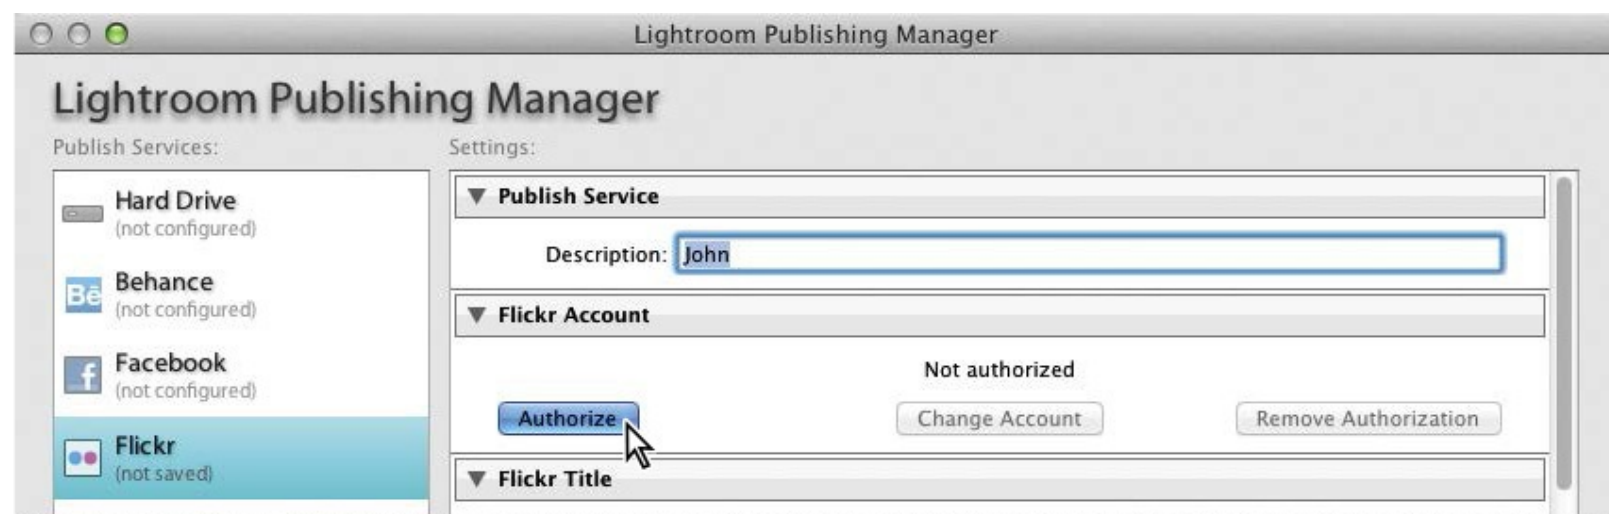 Lightroom Publishing Manager
Lightroom Publishing Manager
Publish Services:
Hard Drive
(not configured)
Bē
Behance
(not configured)
f
Facebook
(not configured)
Flickr
(not saved)
Settings:
Publish Service
Description: John
Flickr Account
Not authorized
Authorize Change Account Remove Authorization
Flickr Title